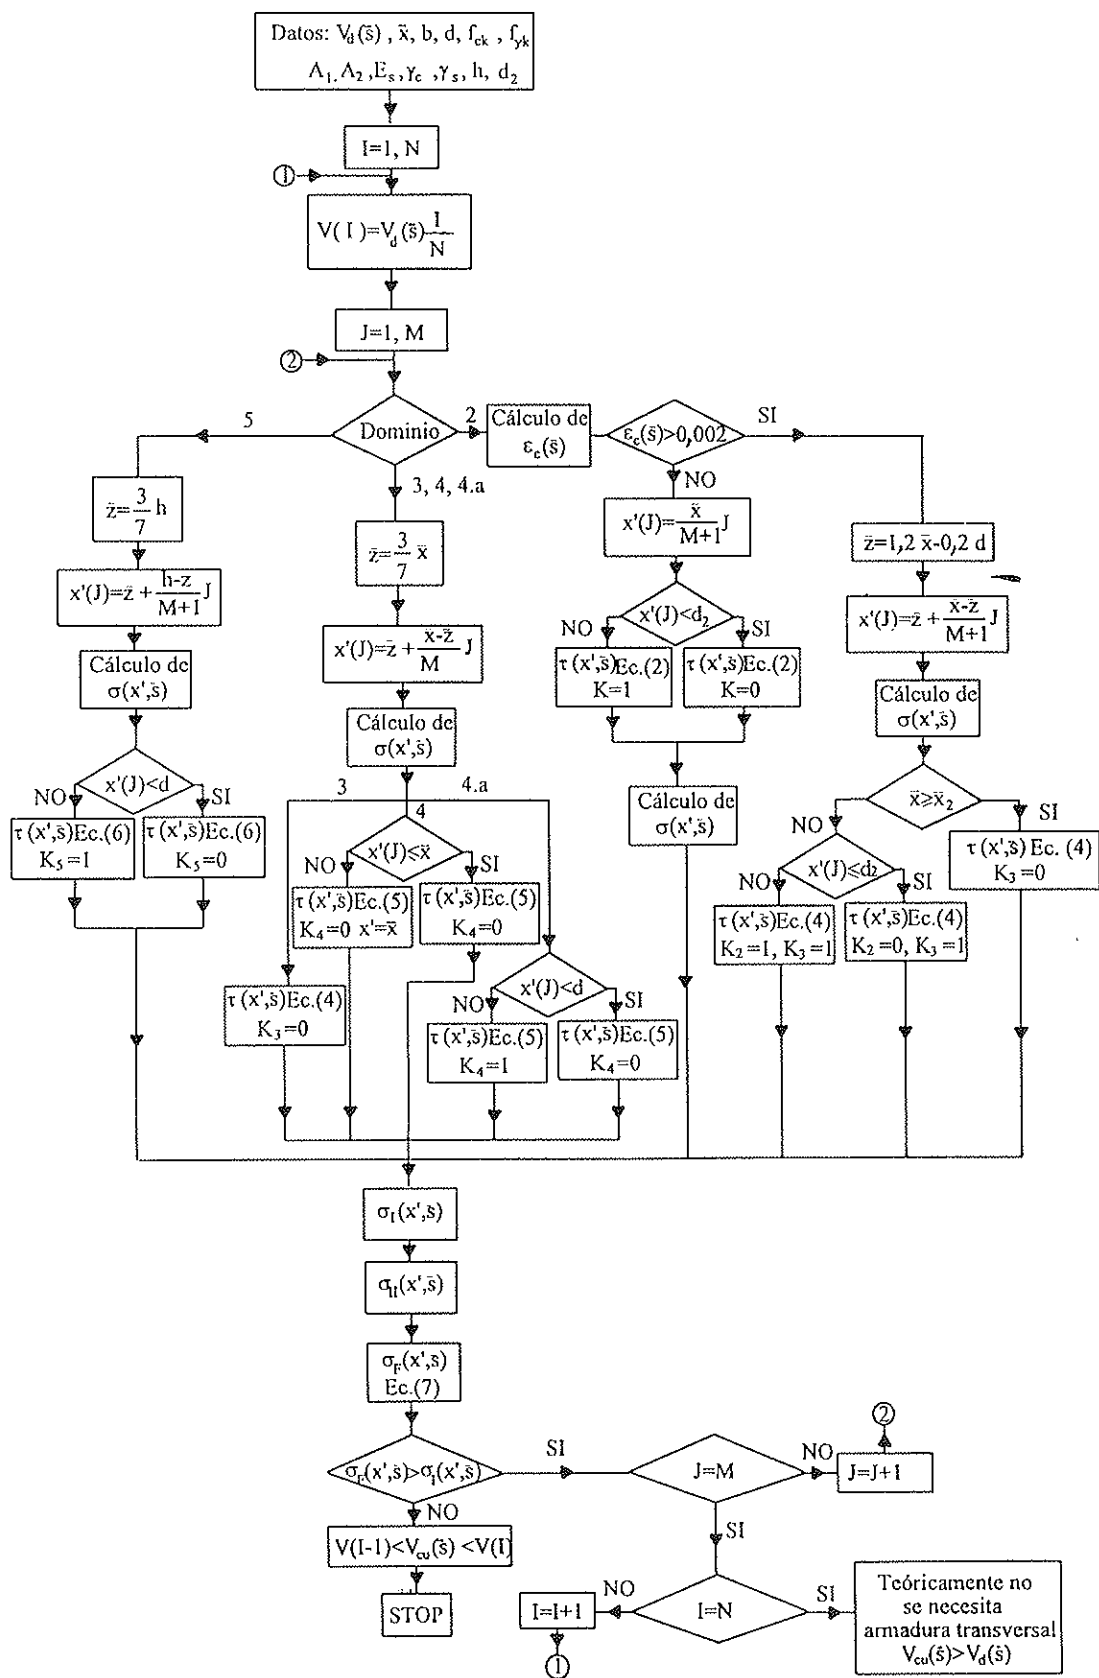 Datos: V_d(s̄) , x̄, b, d, f_ck , f_yk
A_1, A_2 ,E_s,γ_c ,γ_s, h, d_2
I=1, N
①
V( I )=V_d(s̄) I/N
J=1, M
②
Dominio
5
2
3, 4, 4.a
Cálculo de
ε_c(s̄)
ε_c(s̄)>0,002
SI
NO
z̄=3/7 h
x'(J)=z̄ + (h-z)/(M+1) J
Cálculo de
σ(x',s̄)
x'(J)<d
NO
SI
τ(x',s̄)Ec.(6)
K_5=1
τ(x',s̄)Ec.(6)
K_5=0
z̄=3/7 x̄
x'(J)=z̄ + (x̄-z̄)/M J
Cálculo de
σ(x',s̄)
3
4
4.a
x'(J)≤x̄
NO
SI
τ(x',s̄)Ec.(5)
K_4=0 x'=x̄
τ(x',s̄)Ec.(5)
K_4=0
τ(x',s̄)Ec.(4)
K_3=0
x'(J)<d
NO
SI
τ(x',s̄)Ec.(5)
K_4=1
τ(x',s̄)Ec.(5)
K_4=0
x'(J)=x̄/(M+1) J
x'(J)<d_2
NO
SI
τ(x',s̄)Ec.(2)
K=1
τ(x',s̄)Ec.(2)
K=0
Cálculo de
σ(x',s̄)
z̄=1,2 x̄-0,2 d
x'(J)=z̄ + (x̄-z̄)/(M+1) J
Cálculo de
σ(x',s̄)
x̄≥x̄_2
NO
SI
x'(J)≤d_2
NO
SI
τ(x',s̄)Ec.(4)
K_2=1, K_3=1
τ(x',s̄)Ec.(4)
K_2=0, K_3=1
τ(x',s̄) Ec. (4)
K_3=0
σ_I(x',s̄)
σ_II(x',s̄)
σ_F(x',s̄)
Ec.(7)
σ_F(x',s̄)>σ_I(x',s̄)
SI
NO
V(I-1)<V_cu(s̄) <V(I)
STOP
J=M
NO
J=J+1
②
SI
I=N
NO
I=I+1
①
SI
Teóricamente no
se necesita
armadura transversal
V_cu(s̄)>V_d(s̄)